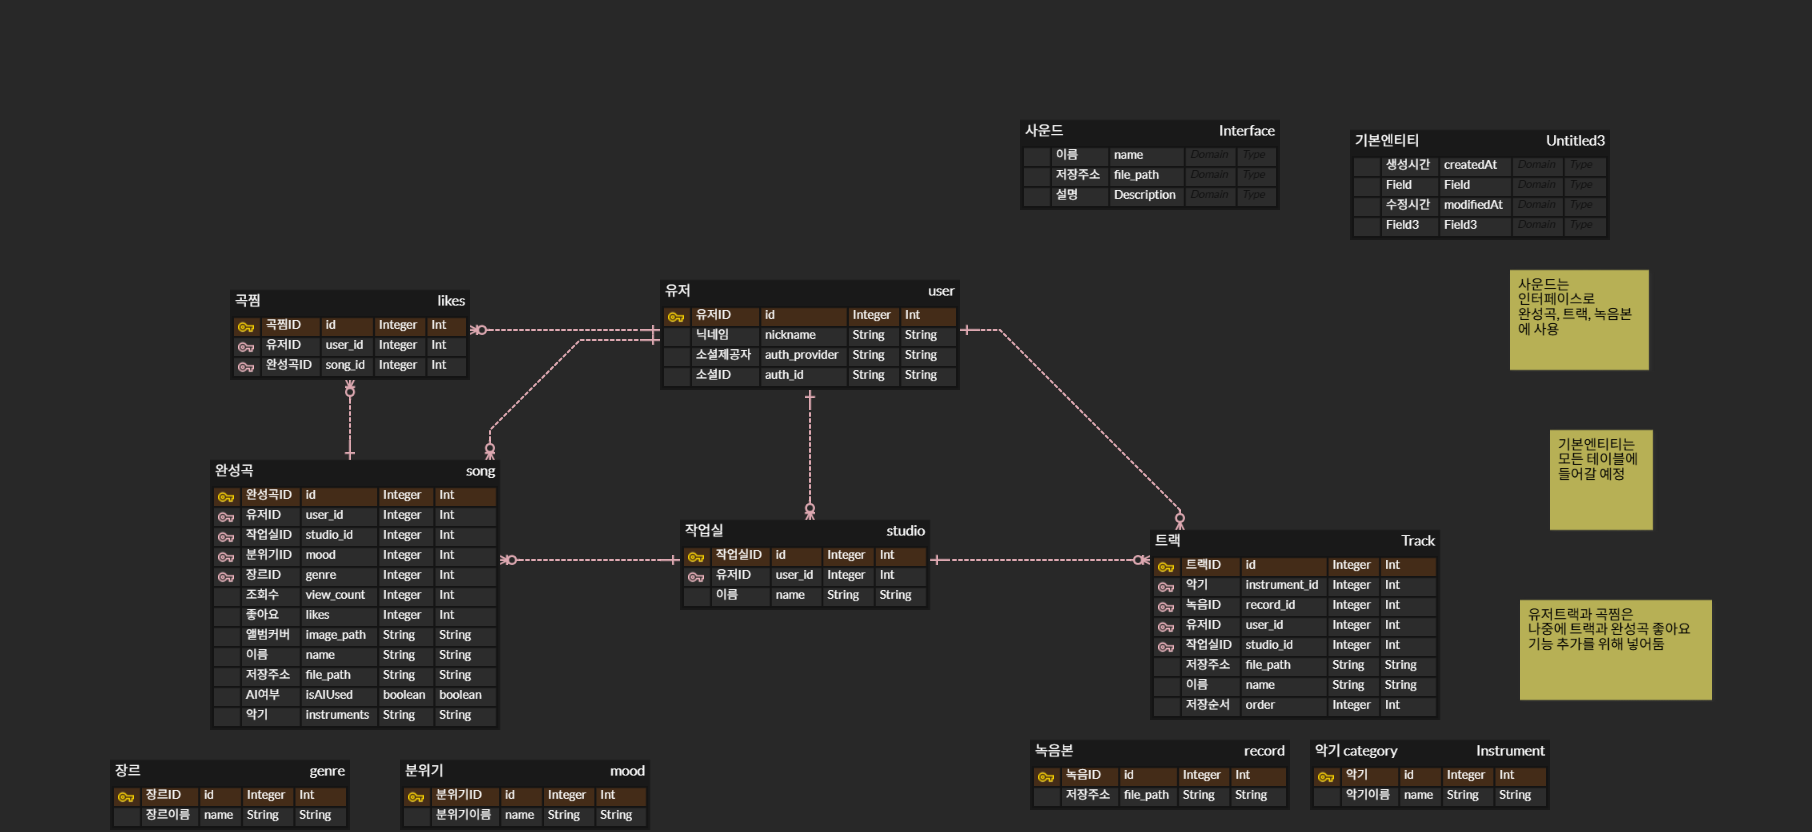 사운드 Interface
이름 name Domain Type
저장주소 file_path Domain Type
설명 Description Domain Type
기본엔티티 Untitled3
생성시간 createdAt Domain Type
Field Field Domain Type
수정시간 modifiedAt Domain Type
Field3 Field3 Domain Type
사운드는
인터페이스로
완성곡, 트랙, 녹음본
에 사용
곡찜 likes
곡찜ID id Integer Int
유저ID user_id Integer Int
완성곡ID song_id Integer Int
유저 user
유저ID id Integer Int
닉네임 nickname String String
소셜제공자 auth_provider String String
소셜ID auth_id String String
기본엔티티는
모든 테이블에
들어갈 예정
완성곡 song
완성곡ID id Integer Int
유저ID user_id Integer Int
작업실ID studio_id Integer Int
분위기ID mood Integer Int
장르ID genre Integer Int
조회수 view_count Integer Int
좋아요 likes Integer Int
앨범커버 image_path String String
이름 name String String
저장주소 file_path String String
AI여부 isAIUsed boolean boolean
악기 instruments String String
작업실 studio
작업실ID id Integer Int
유저ID user_id Integer Int
이름 name String String
트랙 Track
트랙ID id Integer Int
악기 instrument_id Integer Int
녹음ID record_id Integer Int
유저ID user_id Integer Int
작업실ID studio_id Integer Int
저장주소 file_path String String
이름 name String String
저장순서 order Integer Int
유저트랙과 곡찜은
나중에 트랙과 완성곡 좋아요
기능 추가를 위해 넣어둠
장르 genre
장르ID id Integer Int
장르이름 name String String
분위기 mood
분위기ID id Integer Int
분위기이름 name String String
녹음본 record
녹음ID id Integer Int
저장주소 file_path String String
악기 category Instrument
악기 id Integer Int
악기이름 name String String